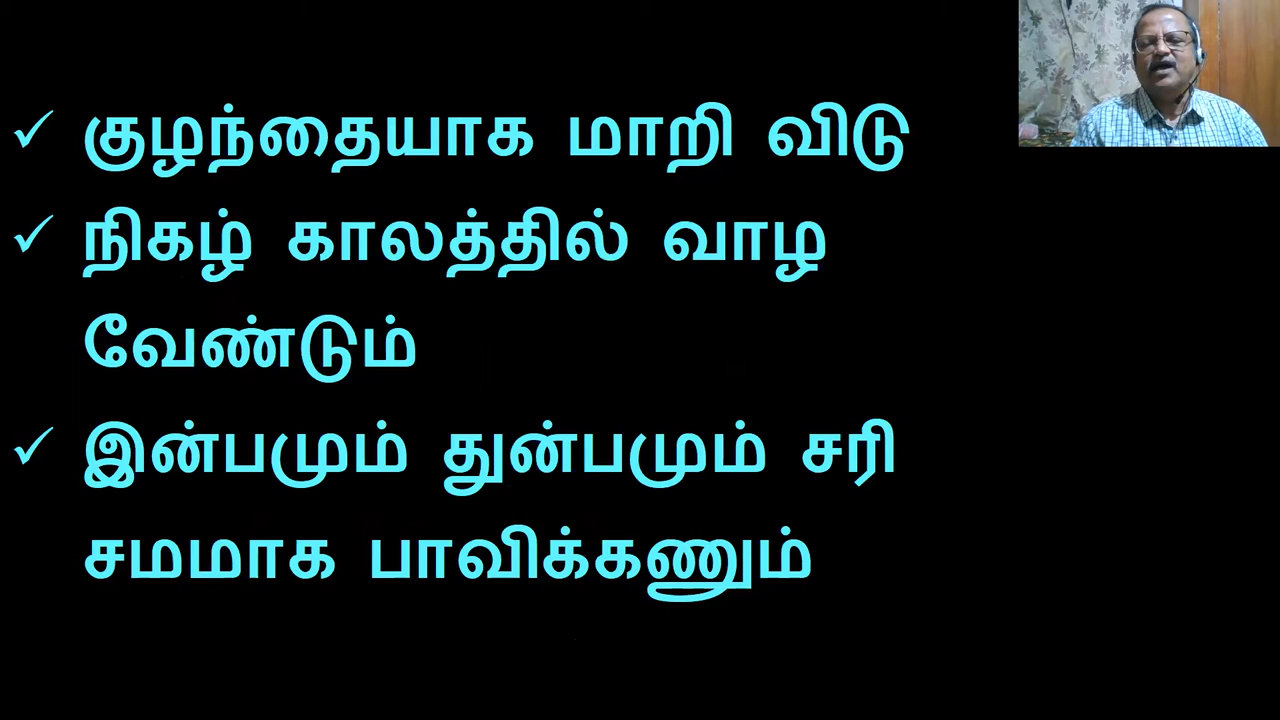 ✓ குழந்தையாக மாறி விடு
✓ நிகழ் காலத்தில் வாழ
வேண்டும்
✓ இன்பமும் துன்பமும் சரி
சமமாக பாவிக்கணும்